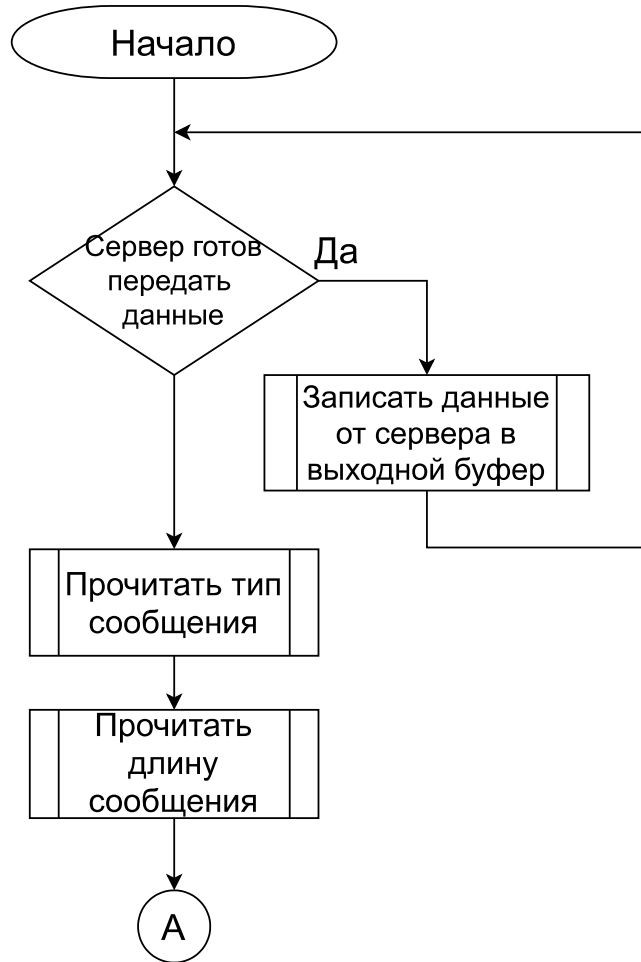 Начало
Сервер готов
передать
данные
Да
Записать данные
от сервера в
выходной буфер
Прочитать тип
сообщения
Прочитать
длину
сообщения
А